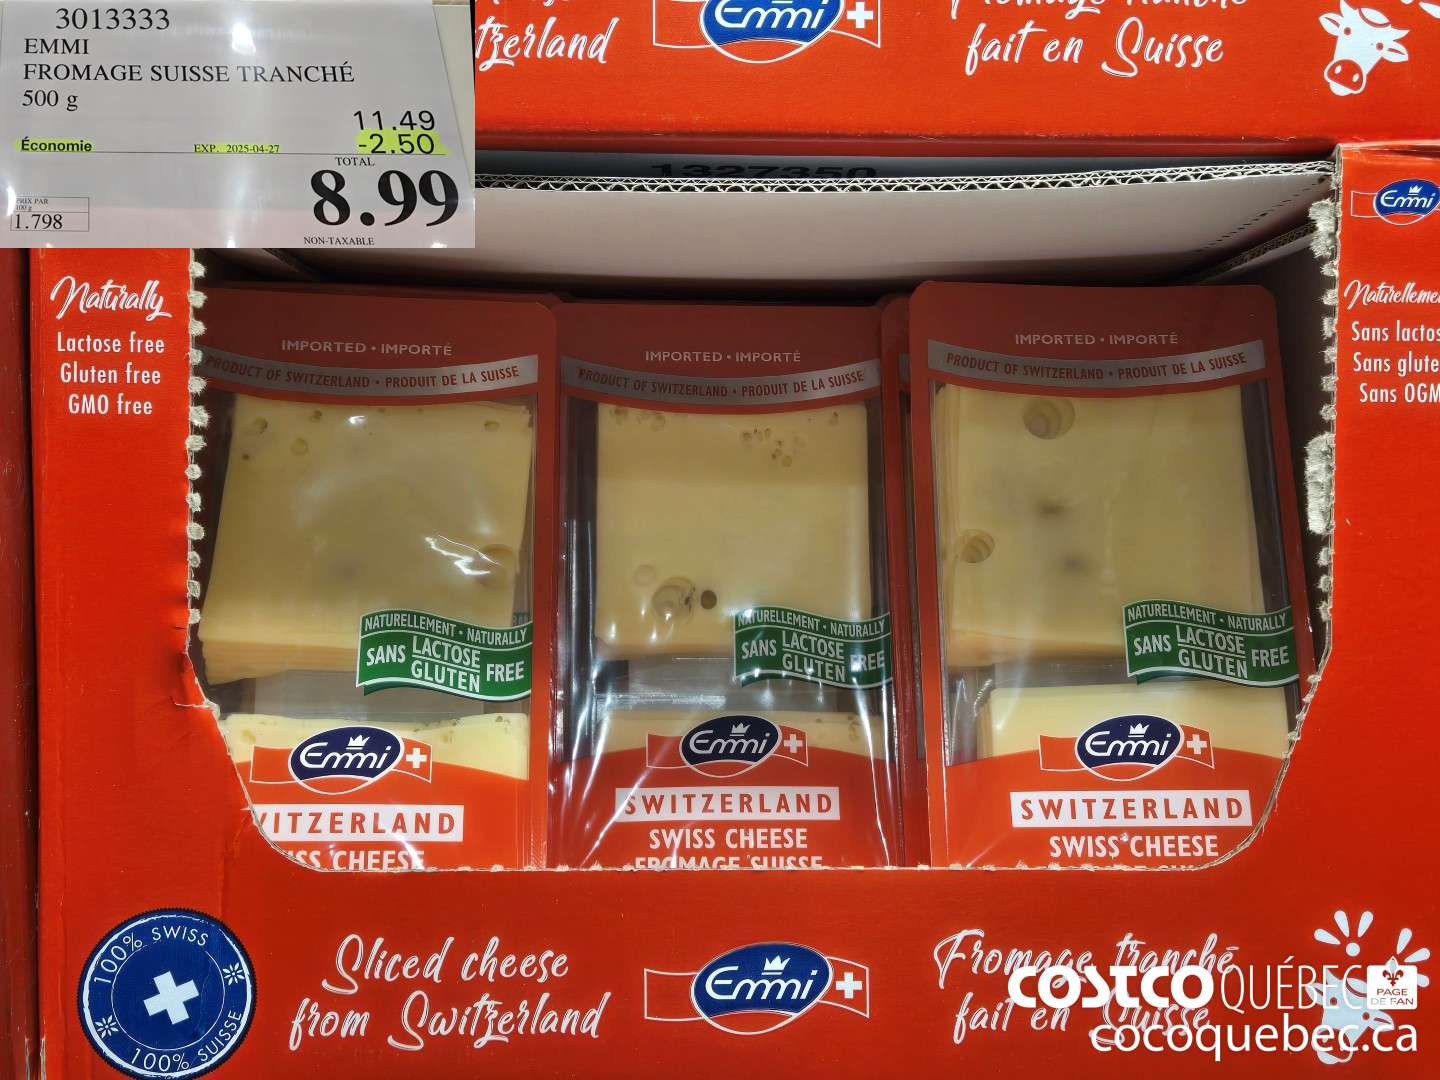 3013333
EMMI
FROMAGE SUISSE TRANCHÉ
500 g
11.49
Économie EXP. 2025-04-27 -2.50
TOTAL
8.99
PRIX PAR
100 g
1.798
NON-TAXABLE
Emmi
fait en Suisse
1327350
Naturally
Lactose free
Gluten free
GMO free
IMPORTED • IMPORTÉ
PRODUCT OF SWITZERLAND • PRODUIT DE LA SUISSE
NATURELLEMENT • NATURALLY
SANS LACTOSE GLUTEN FREE
Emmi
SWISS CHEESE
IMPORTED • IMPORTÉ
PRODUCT OF SWITZERLAND • PRODUIT DE LA SUISSE
NATURELLEMENT • NATURALLY
SANS LACTOSE GLUTEN FREE
Emmi
SWITZERLAND
SWISS CHEESE
FROMAGE SUISSE
IMPORTED • IMPORTÉ
PRODUCT OF SWITZERLAND • PRODUIT DE LA SUISSE
NATURELLEMENT • NATURALLY
SANS LACTOSE GLUTEN FREE
Emmi
SWITZERLAND
SWISS CHEESE
Emmi
Sans
Sans
Sans OGM
100% SWISS
100% SUISSE
Sliced cheese
from Switzerland
Emmi
Fromage tranché
fait en Suisse
COSTCO QUÉBEC
PAGE
DE FAN
cocoquebec.ca